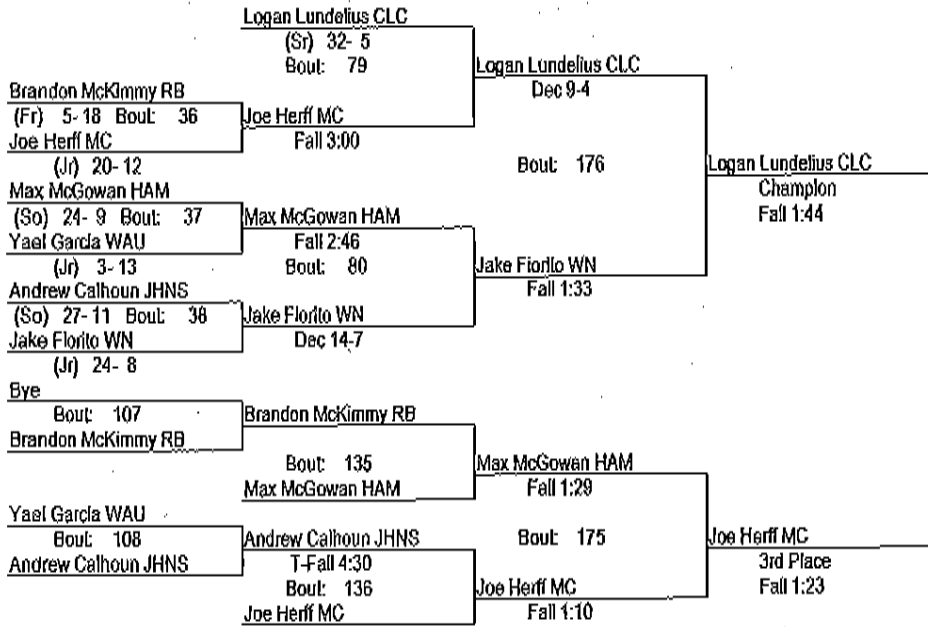 Logan Lundelius CLC
(Sr) 32- 5
Bout: 79
Logan Lundelius CLC
Dec 9-4
Brandon McKimmy RB
(Fr) 5-18 Bout: 36
Joe Herff MC
Joe Herff MC
Fall 3:00
(Jr) 20-12
Bout: 176
Logan Lundelius CLC
Champion
Fall 1:44
Max McGowan HAM
(So) 24- 9 Bout: 37
Max McGowan HAM
Yael Garcia WAU
Fall 2:46
(Jr) 3-13
Bout: 80
Jake Fiorito WN
Fall 1:33
Andrew Calhoun JHNS
(So) 27-11 Bout: 38
Jake Fiorito WN
Jake Fiorito WN
Dec 14-7
(Jr) 24- 8
Bye
Bout: 107
Brandon McKimmy RB
Brandon McKimmy RB
Bout: 135
Max McGowan HAM
Max McGowan HAM
Fall 1:29
Yael Garcia WAU
Bout: 108
Andrew Calhoun JHNS
Bout: 175
Joe Herff MC
Andrew Calhoun JHNS
T-Fall 4:30
3rd Place
Bout: 136
Joe Herff MC
Fall 1:23
Joe Herff MC
Fall 1:10